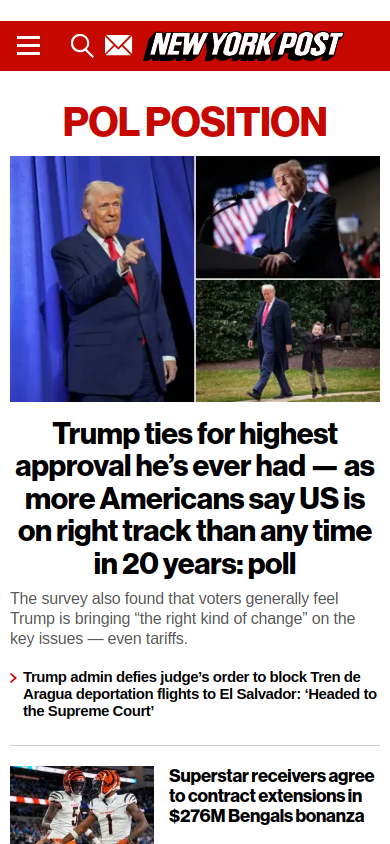 NEW YORK POST
POL POSITION
Trump ties for highest
approval he’s ever had — as
more Americans say US is
on right track than any time
in 20 years: poll
The survey also found that voters generally feel
Trump is bringing “the right kind of change” on the
key issues — even tariffs.
Trump admin defies judge’s order to block Tren de
Aragua deportation flights to El Salvador: ‘Headed to
the Supreme Court’
Superstar receivers agree
to contract extensions in
$276M Bengals bonanza